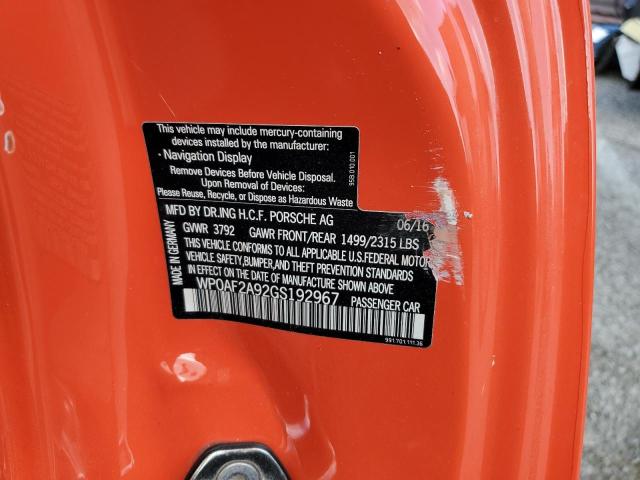 This vehicle may include mercury-containing
devices installed by the manufacturer:
· Navigation Display
Remove Devices Before Vehicle Disposal.
Upon Removal of Devices:
Please Reuse, Recycle, or Dispose as Hazardous Waste
95B 010 001
MADE IN GERMANY
MFD BY DR.ING H.C.F. PORSCHE AG 06/16
GVWR 3792 GAWR FRONT/REAR 1499/2315 LBS
THIS VEHICLE CONFORMS TO ALL APPLICABLE U.S.FEDERAL MOTOR
VEHICLE SAFETY,BUMPER,AND THEFT PREVENTION
STANDARDS IN EFFECT ON THE DATE OF MANUFACTURE SHOWN ABOVE.
WP0AF2A92GS192967
PASSENGER CAR
991.701.111.36